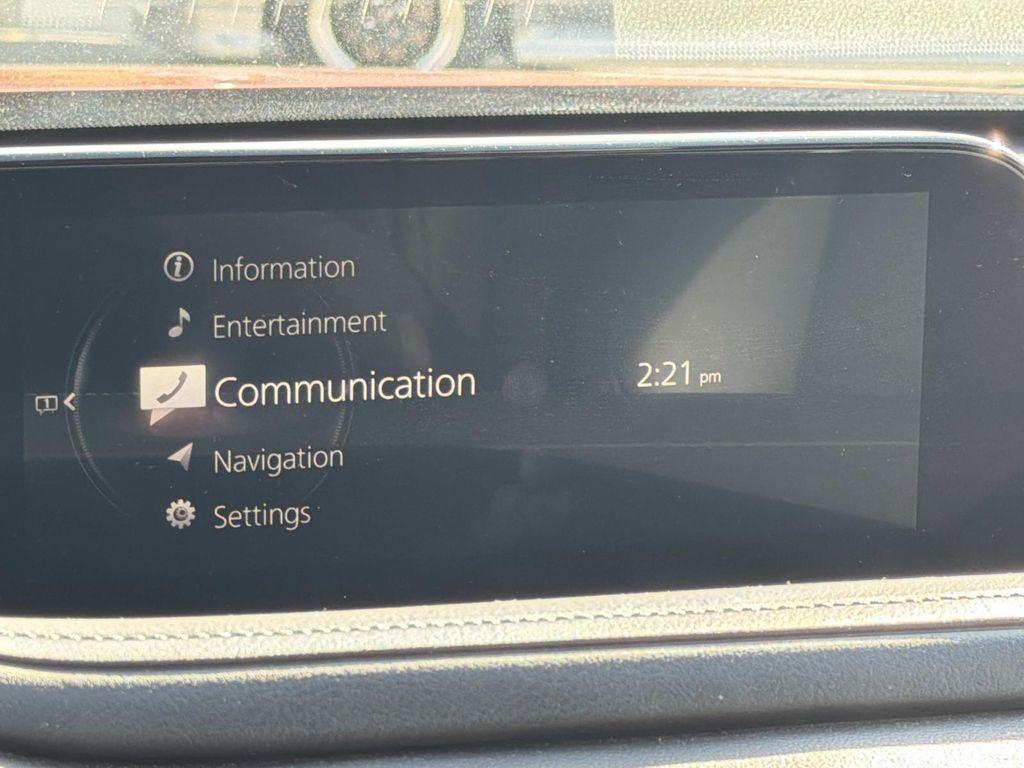 Information
Entertainment
Communication
2:21 pm
Navigation
Settings